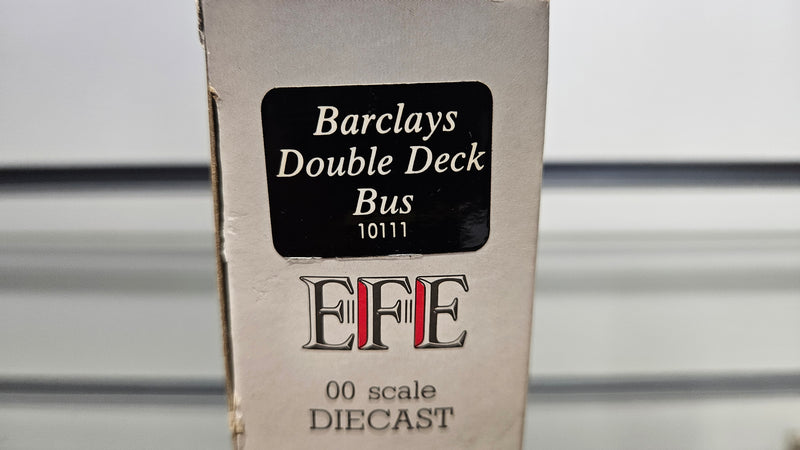 Barclays
Double Deck
Bus
10111
EFE
00 scale
DIECAST